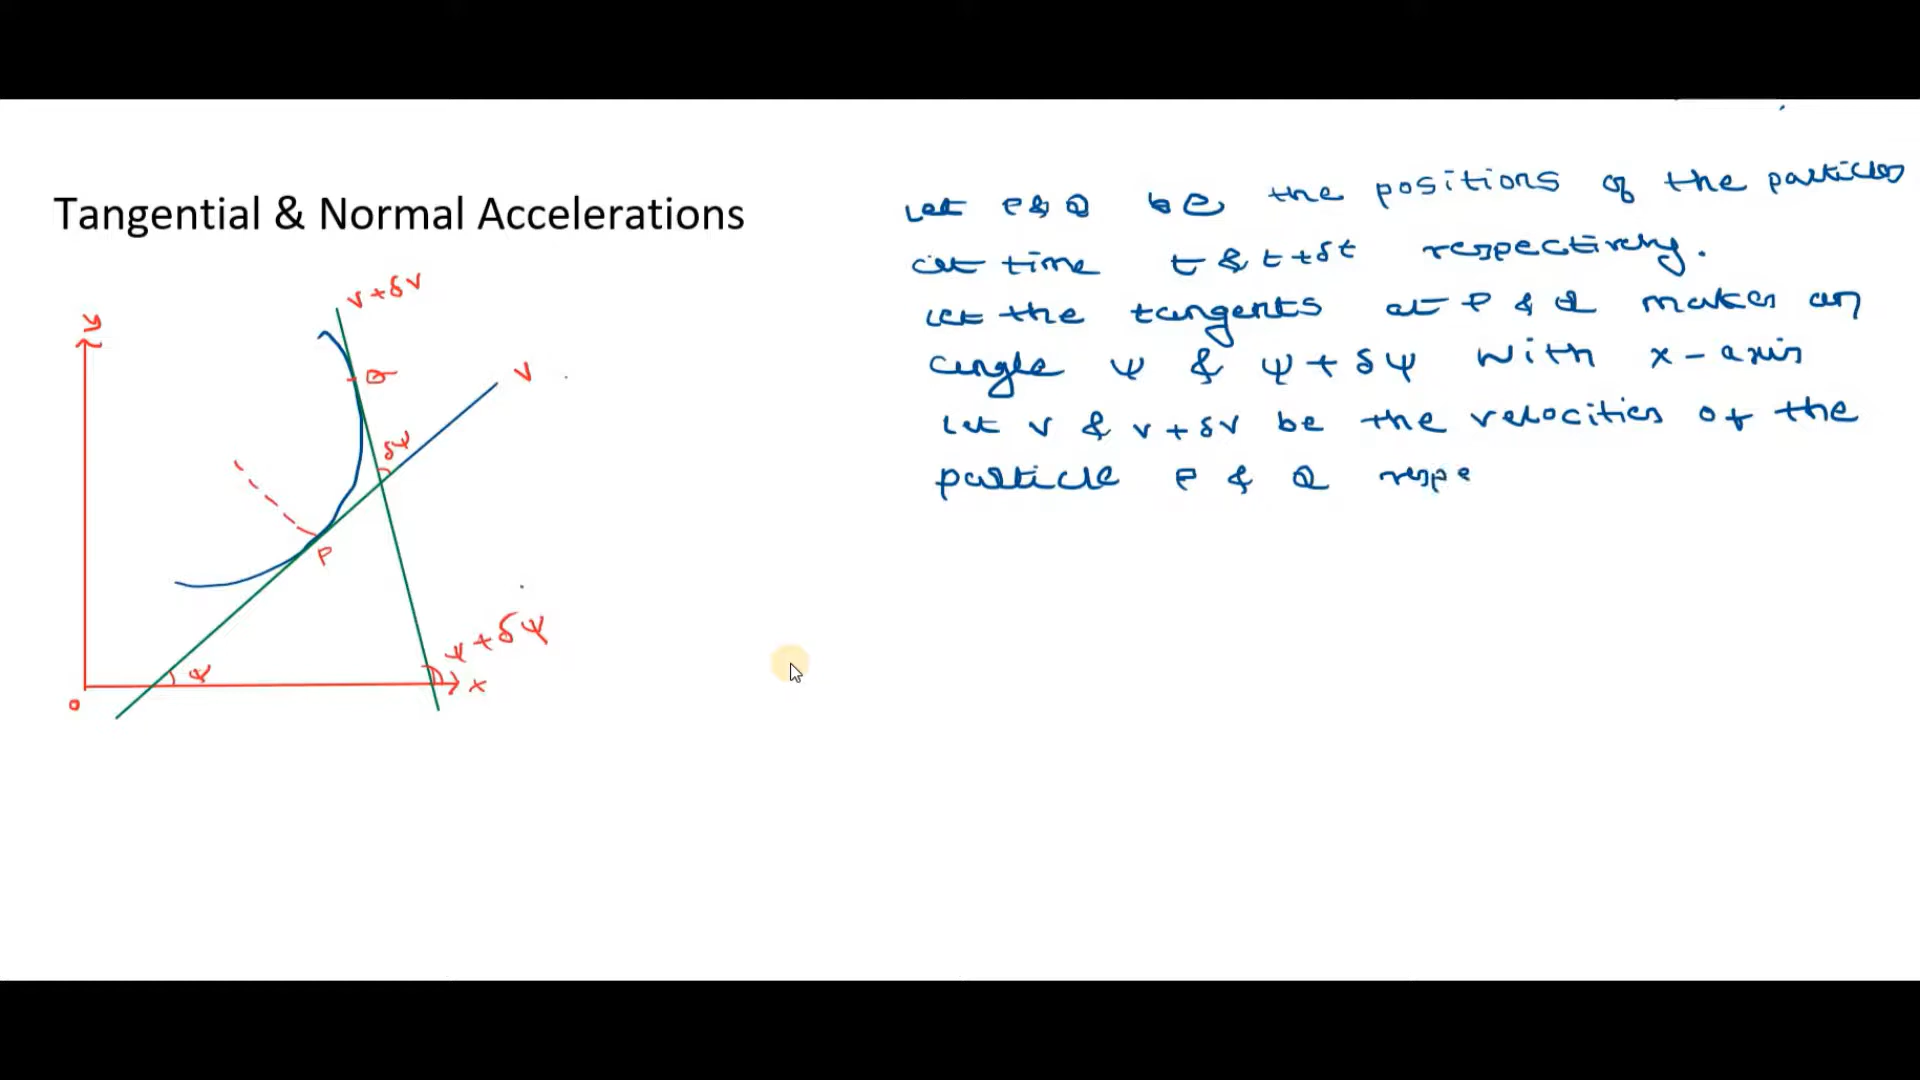 Tangential & Normal Accelerations
Let P & Q be the positions of the particles
at time t & t+δt respectively.
Let the tangents at P & Q makes an
angle ψ & ψ+δψ with x-axis
Let v & v+δv be the velocities of the
particle P & Q respe
v+δv
y
Q
v
δψ
P
ψ+δψ
ψ
x
o